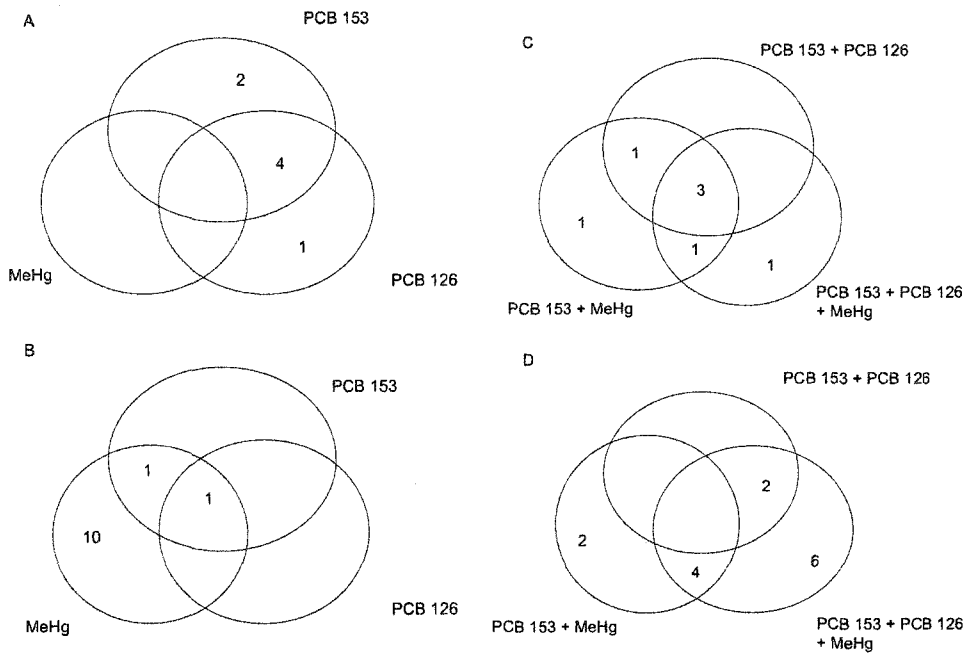 A
PCB 153
2
4
1
MeHg
PCB 126
B
PCB 153
1
1
10
MeHg
PCB 126
C
PCB 153 + PCB 126
1
3
1
1
1
PCB 153 + MeHg
PCB 153 + PCB 126
+ MeHg
D
PCB 153 + PCB 126
2
2
4
6
PCB 153 + MeHg
PCB 153 + PCB 126
+ MeHg